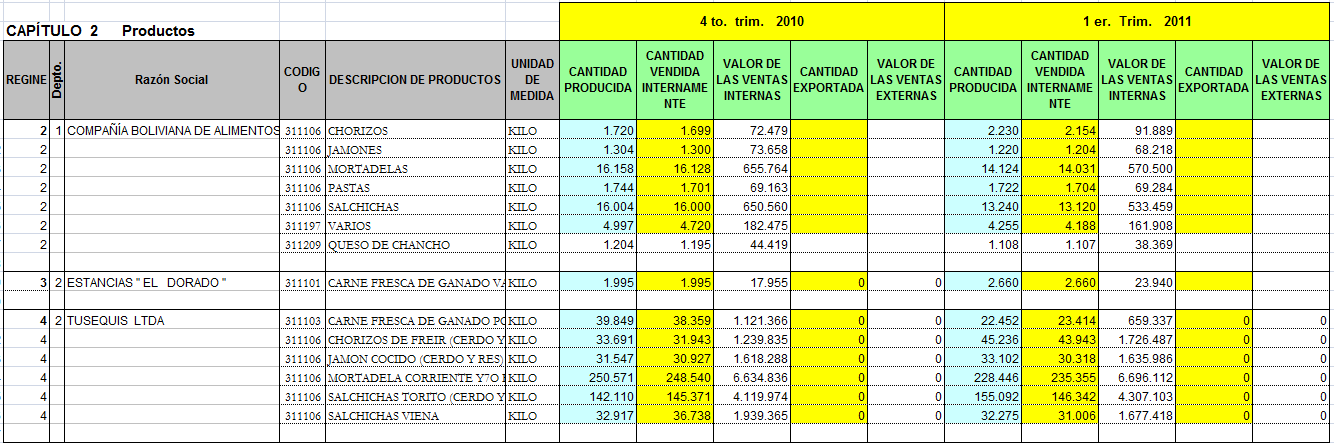 4 to. trim. 2010 1 er. Trim. 2011
CAPÍTULO 2 Productos
REGINE Depto. Razón Social CODIGO DESCRIPCION DE PRODUCTOS UNIDAD DE MEDIDA CANTIDAD PRODUCIDA CANTIDAD VENDIDA INTERNAMENTE VALOR DE LAS VENTAS INTERNAS CANTIDAD EXPORTADA VALOR DE LAS VENTAS EXTERNAS CANTIDAD PRODUCIDA CANTIDAD VENDIDA INTERNAMENTE VALOR DE LAS VENTAS INTERNAS CANTIDAD EXPORTADA VALOR DE LAS VENTAS EXTERNAS
2 1 COMPAÑÍA BOLIVIANA DE ALIMENTOS 311106 CHORIZOS KILO 1.720 1.699 72.479 2.230 2.154 91.889
2 311106 JAMONES KILO 1.304 1.300 73.658 1.220 1.204 68.218
2 311106 MORTADELAS KILO 16.158 16.128 655.764 14.124 14.031 570.500
2 311106 PASTAS KILO 1.744 1.701 69.163 1.722 1.704 69.284
2 311106 SALCHICHAS KILO 16.004 16.000 650.560 13.240 13.120 533.459
2 311197 VARIOS KILO 4.997 4.720 182.475 4.255 4.188 161.908
2 311209 QUESO DE CHANCHO KILO 1.204 1.195 44.419 1.108 1.107 38.369
3 2 ESTANCIAS " EL DORADO " 311101 CARNE FRESCA DE GANADO VA KILO 1.995 1.995 17.955 0 0 2.660 2.660 23.940
4 2 TUSEQUIS LTDA 311103 CARNE FRESCA DE GANADO PO KILO 39.849 38.359 1.121.366 0 0 22.452 23.414 659.337 0 0
4 311106 CHORIZOS DE FREIR (CERDO Y KILO 33.691 31.943 1.239.835 0 0 45.236 43.943 1.726.487 0 0
4 311106 JAMON COCIDO (CERDO Y RES) KILO 31.547 30.927 1.618.288 0 0 33.102 30.318 1.635.986 0 0
4 311106 MORTADELA CORRIENTE Y7O KILO 250.571 248.540 6.634.836 0 0 228.446 235.355 6.696.112 0 0
4 311106 SALCHICHAS TORITO (CERDO Y KILO 142.110 145.371 4.119.974 0 0 155.092 146.342 4.307.103 0 0
4 311106 SALCHICHAS VIENA KILO 32.917 36.738 1.939.365 0 0 32.275 31.006 1.677.418 0 0